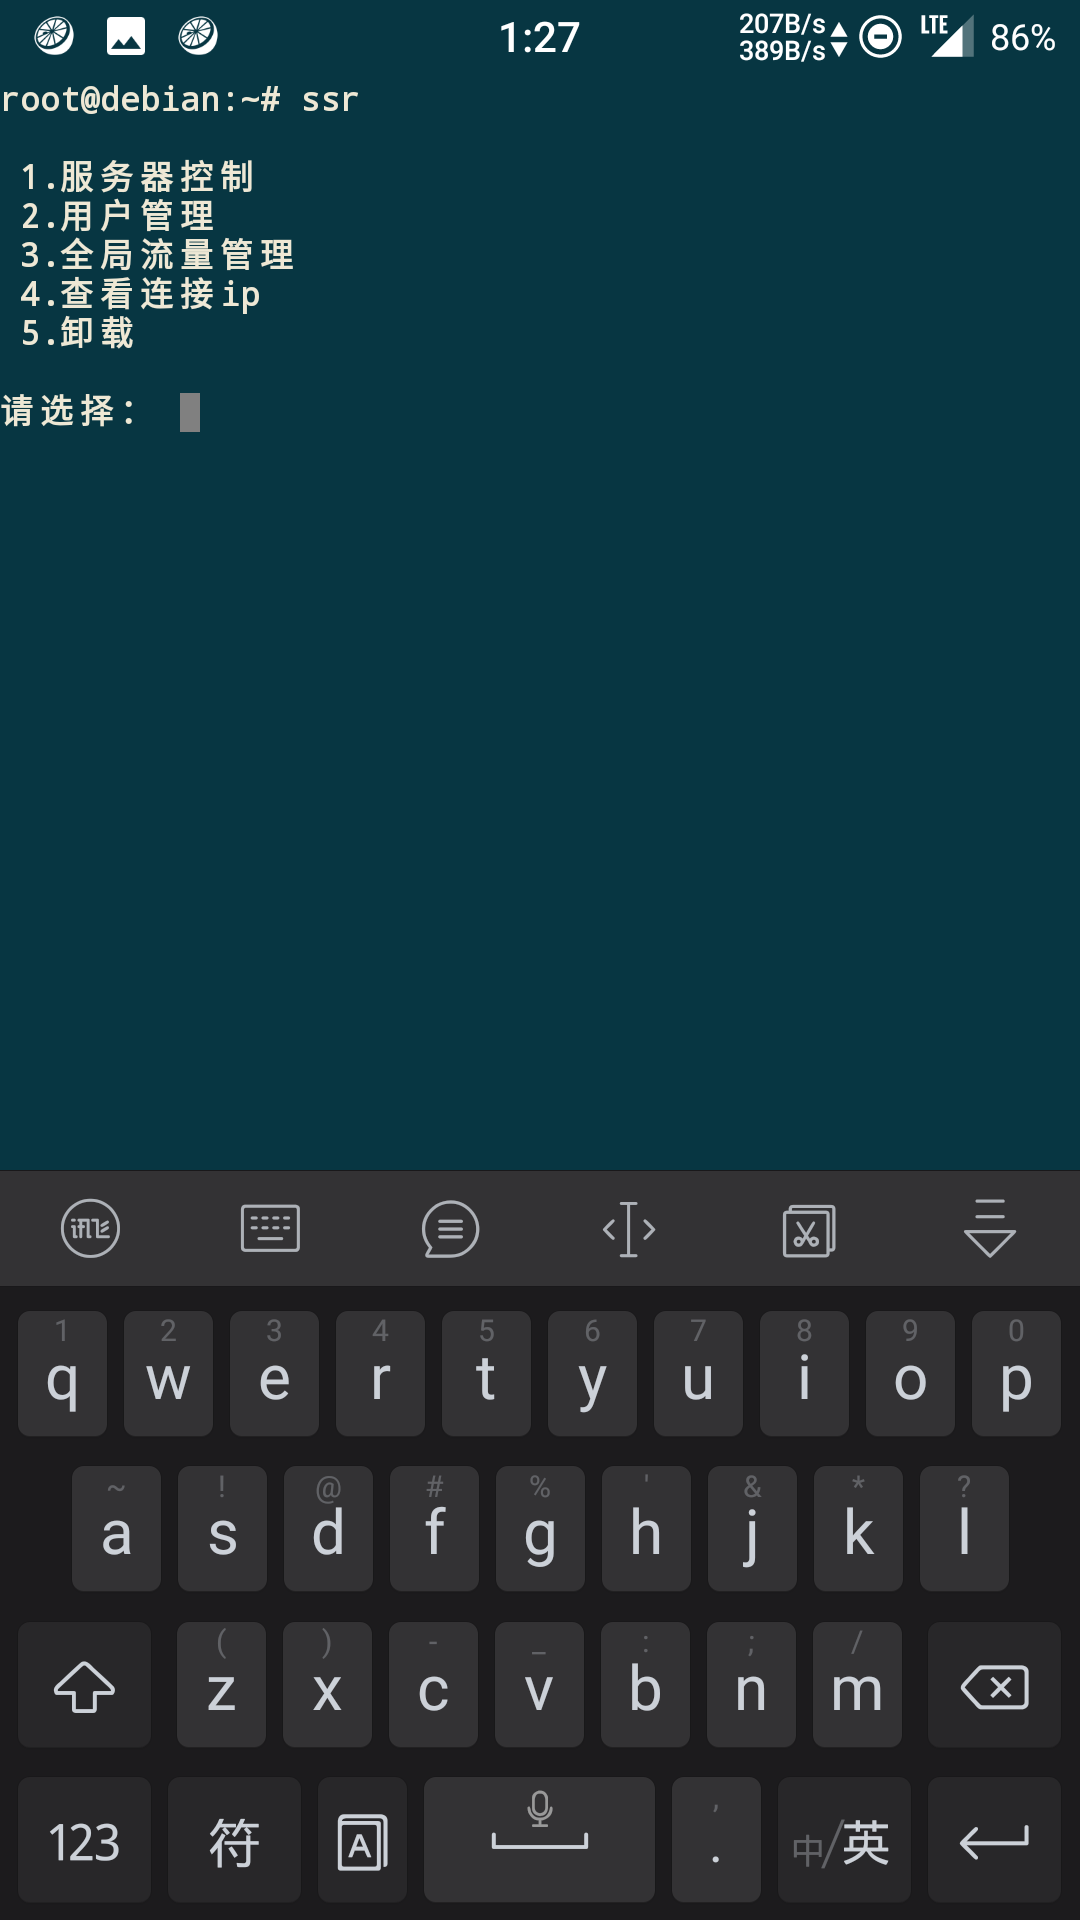 1:27
207B/s
389B/s
LTE
86%
root@debian:~# ssr
1.服务器控制
2.用户管理
3.全局流量管理
4.查看连接ip
5.卸载
请选择：
1 2 3 4 5 6 7 8 9 0
q w e r t y u i o p
~ ! @ # % ' & * ?
a s d f g h j k l
( ) - _ : ; /
z x c v b n m
123 符 A , . 中/英